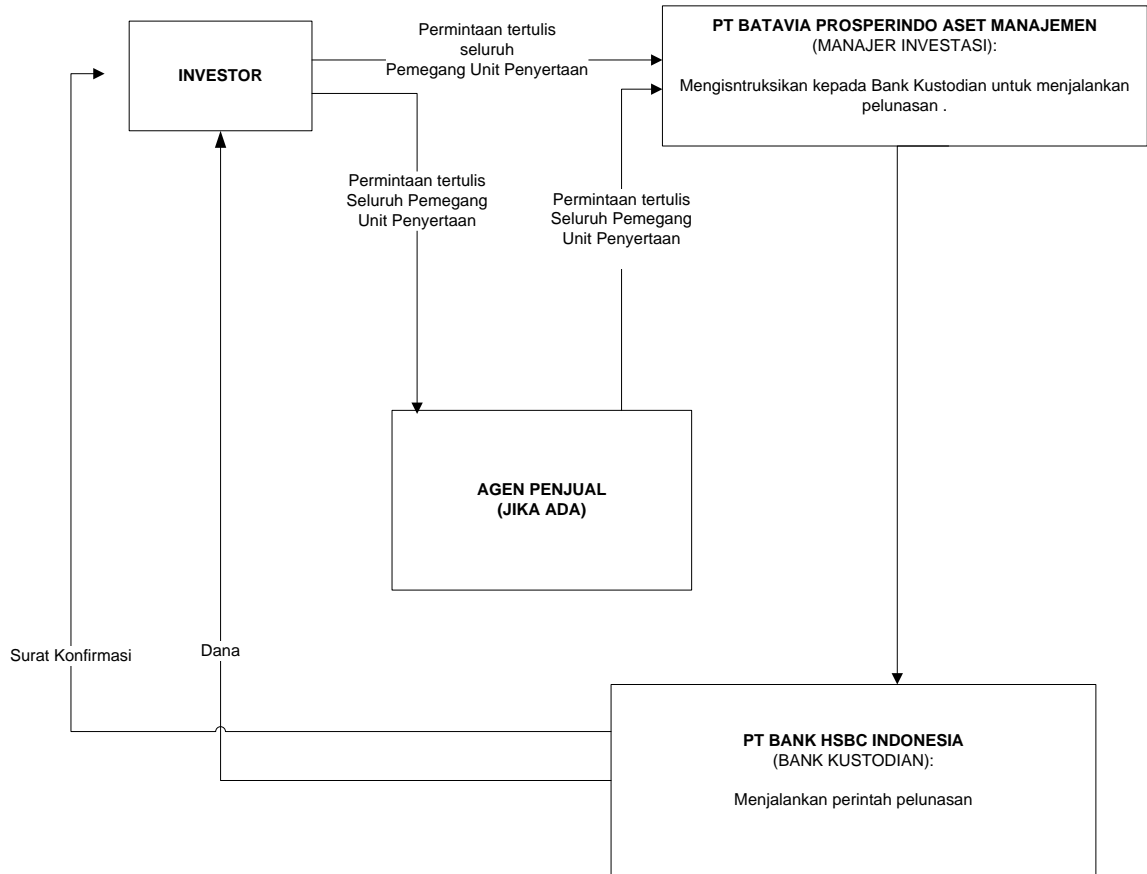 INVESTOR
Permintaan tertulis
seluruh
Pemegang Unit Penyertaan
PT BATAVIA PROSPERINDO ASET MANAJEMEN
(MANAJER INVESTASI):
Mengisntruksikan kepada Bank Kustodian untuk menjalankan
pelunasan .
Permintaan tertulis
Seluruh Pemegang
Unit Penyertaan
Permintaan tertulis
Seluruh Pemegang
Unit Penyertaan
AGEN PENJUAL
(JIKA ADA)
Surat Konfirmasi
Dana
PT BANK HSBC INDONESIA
(BANK KUSTODIAN):
Menjalankan perintah pelunasan